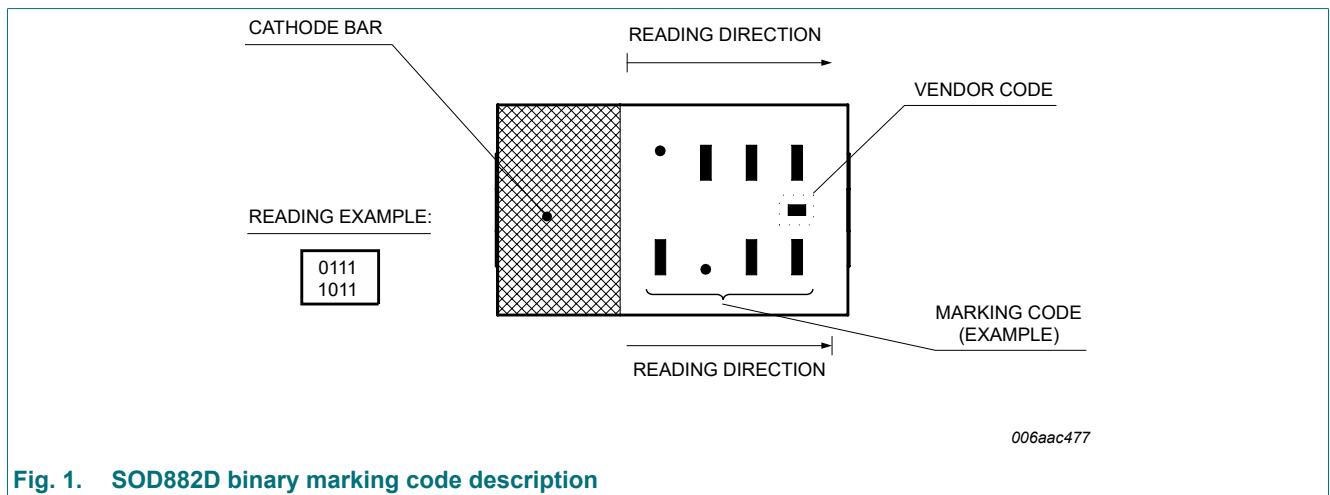 CATHODE BAR
READING DIRECTION
VENDOR CODE
READING EXAMPLE:
0111
1011
MARKING CODE
(EXAMPLE)
READING DIRECTION
006aac477
Fig. 1. SOD882D binary marking code description